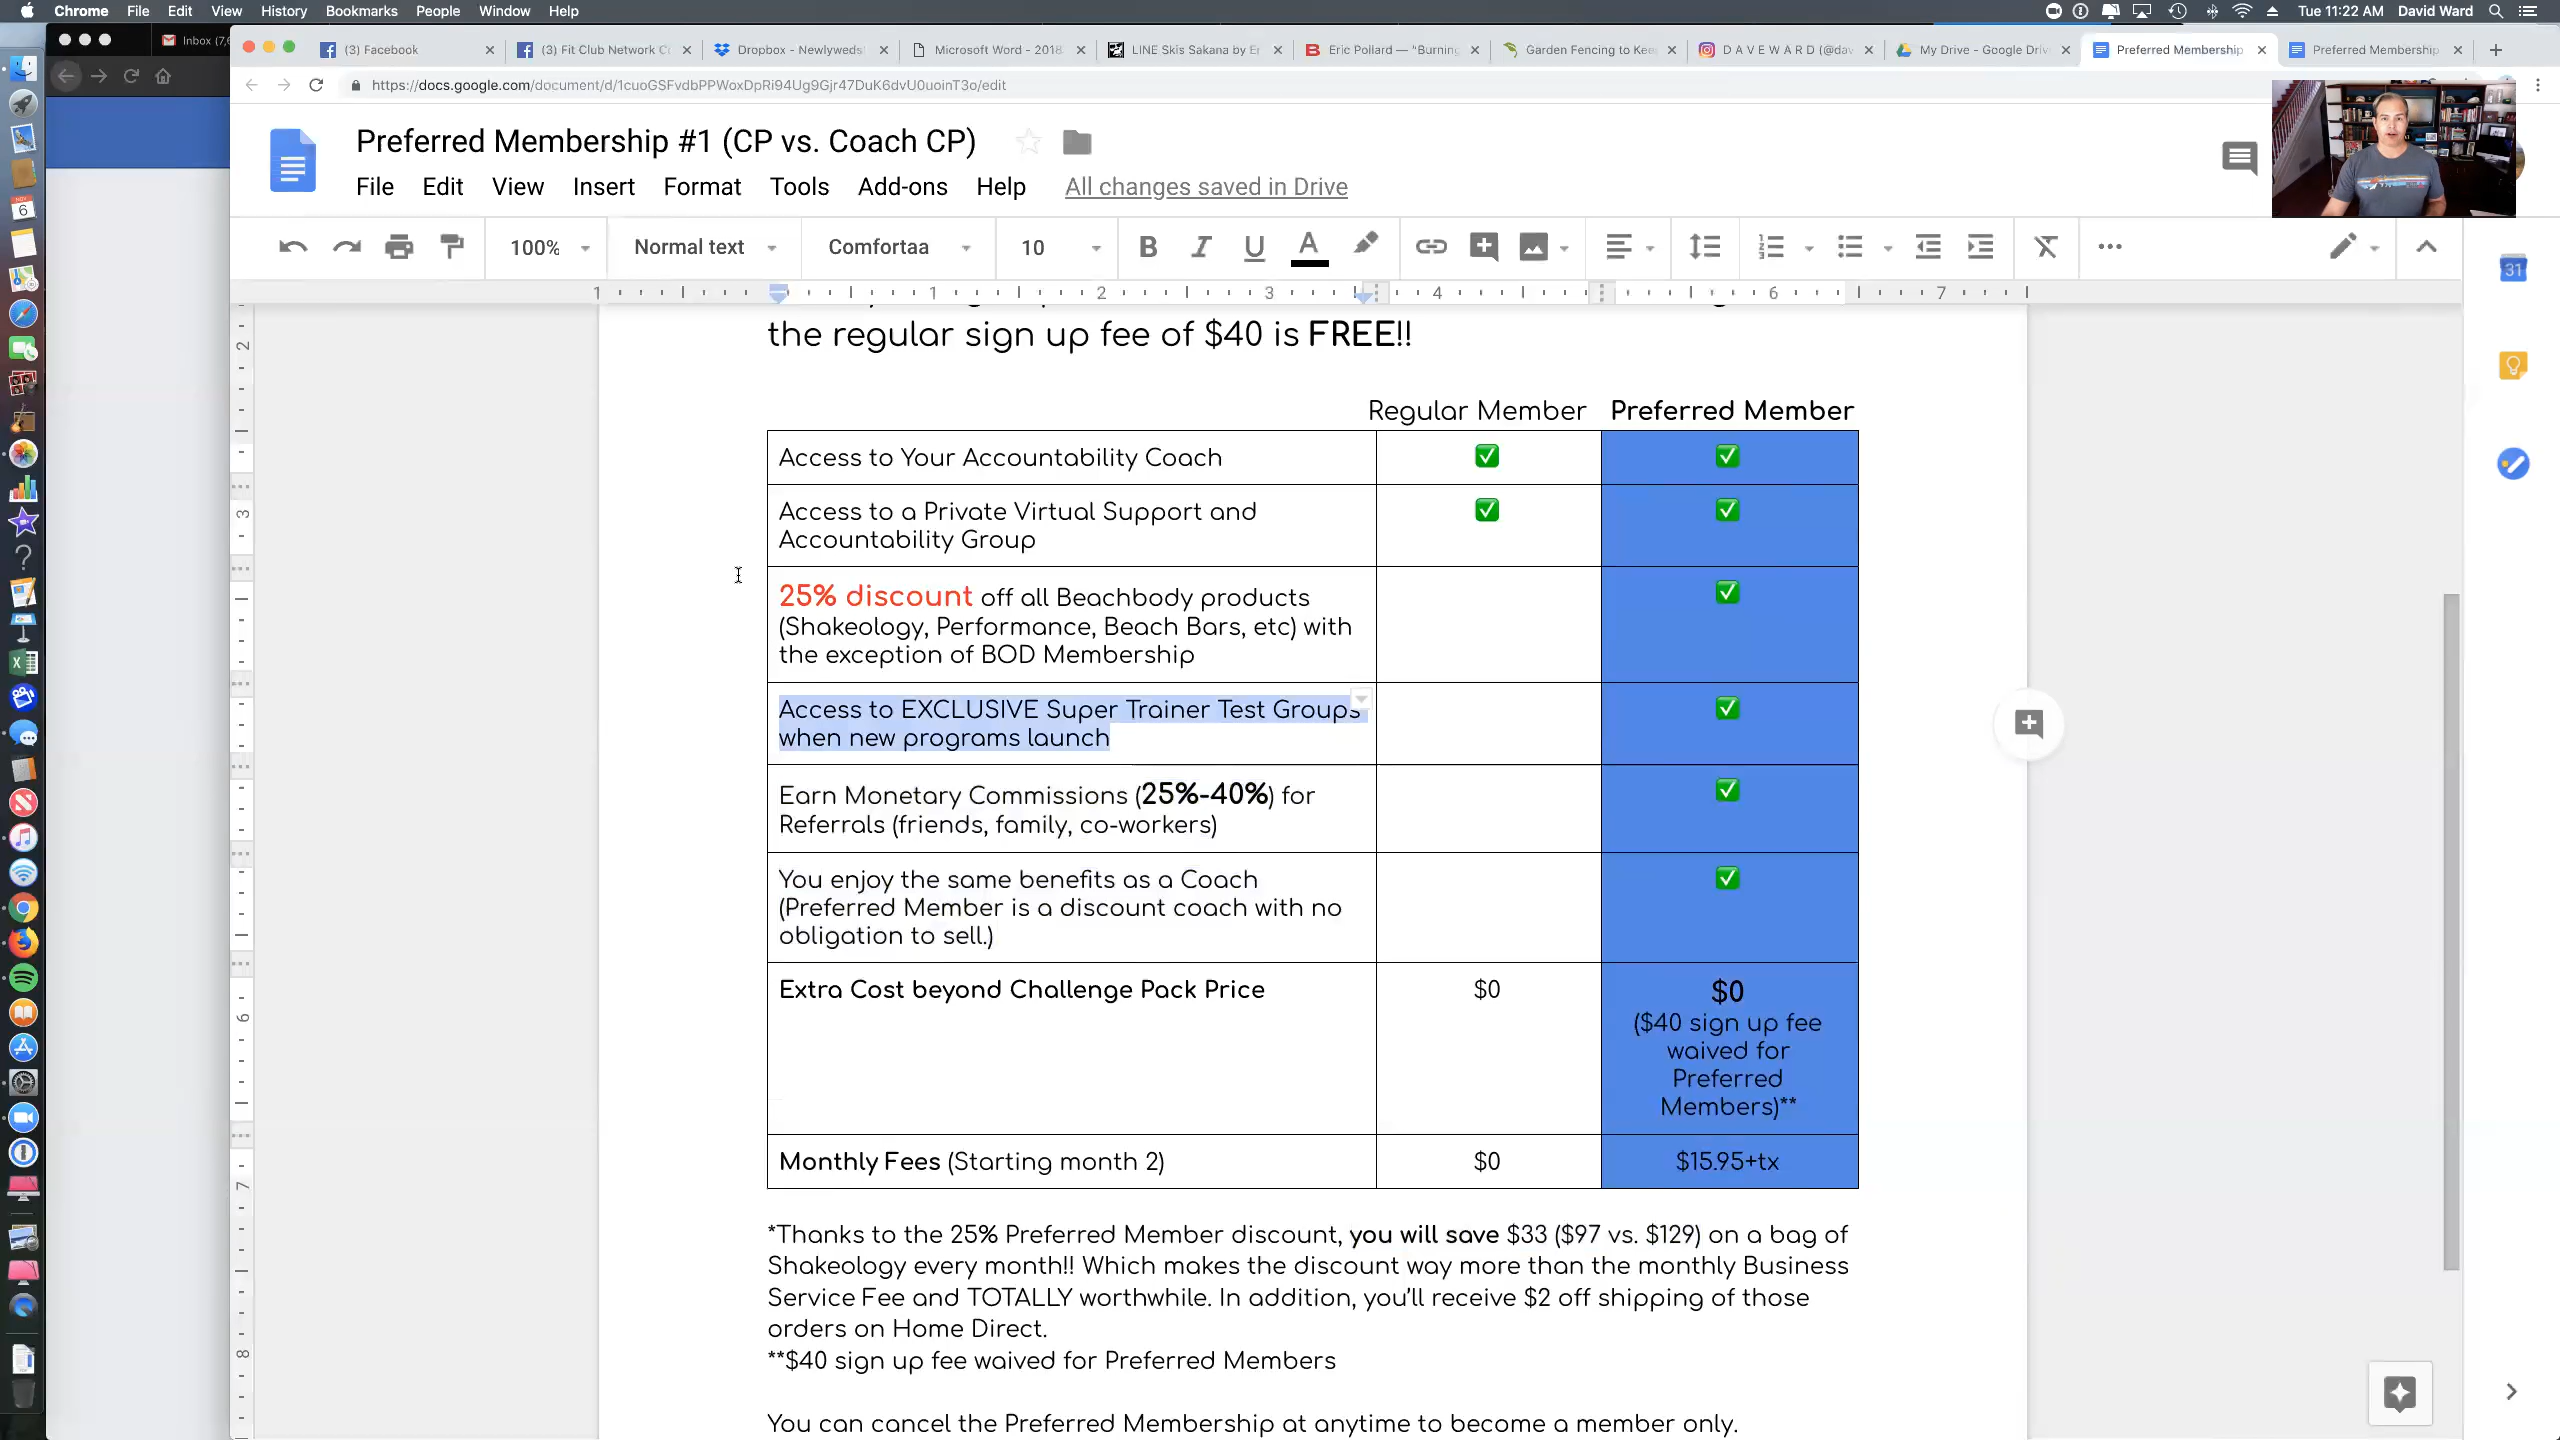 Chrome File Edit View History Bookmarks People Window Help
Tue 11:22 AM David Ward
Inbox (7,6
(3) Facebook
(3) Fit Club Network Co
Dropbox - Newlyweds!
Microsoft Word - 2018
LINE Skis Sakana by Er
Eric Pollard — "Burning
Garden Fencing to Kee
D A V E W A R D (@dav
My Drive - Google Driv
Preferred Membership
Preferred Membership
https://docs.google.com/document/d/1cuoGSFvdbPPWoxDpRi94Ug9Gjr47DuK6dvU0uoinT3o/edit
Preferred Membership #1 (CP vs. Coach CP)
File Edit View Insert Format Tools Add-ons Help All changes saved in Drive
100% Normal text Comfortaa 10
the regular sign up fee of $40 is FREE!!
Regular Member Preferred Member
Access to Your Accountability Coach ✅ ✅
Access to a Private Virtual Support and ✅ ✅
Accountability Group
25% discount off all Beachbody products ✅
(Shakeology, Performance, Beach Bars, etc) with
the exception of BOD Membership
Access to EXCLUSIVE Super Trainer Test Groups ✅
when new programs launch
Earn Monetary Commissions (25%-40%) for ✅
Referrals (friends, family, co-workers)
You enjoy the same benefits as a Coach ✅
(Preferred Member is a discount coach with no
obligation to sell.)
Extra Cost beyond Challenge Pack Price $0 $0
($40 sign up fee
waived for
Preferred
Members)**
Monthly Fees (Starting month 2) $0 $15.95+tx
*Thanks to the 25% Preferred Member discount, you will save $33 ($97 vs. $129) on a bag of
Shakeology every month!! Which makes the discount way more than the monthly Business
Service Fee and TOTALLY worthwhile. In addition, you'll receive $2 off shipping of those
orders on Home Direct.
**$40 sign up fee waived for Preferred Members
You can cancel the Preferred Membership at anytime to become a member only.